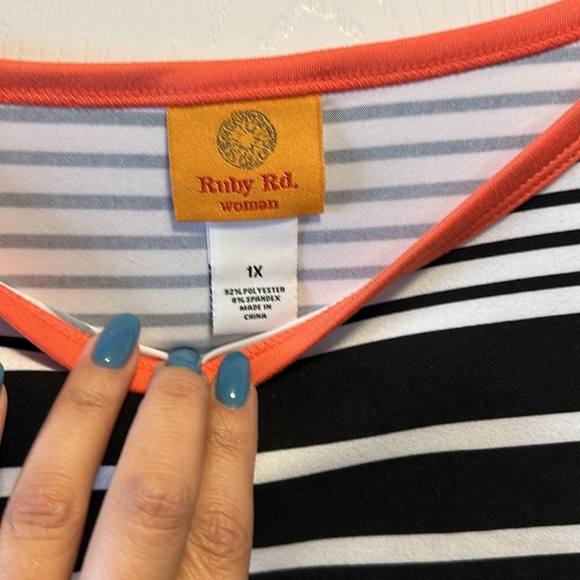 Ruby Rd.
woman
1X
92% POLYESTER
8% SPANDEX
MADE IN
CHINA